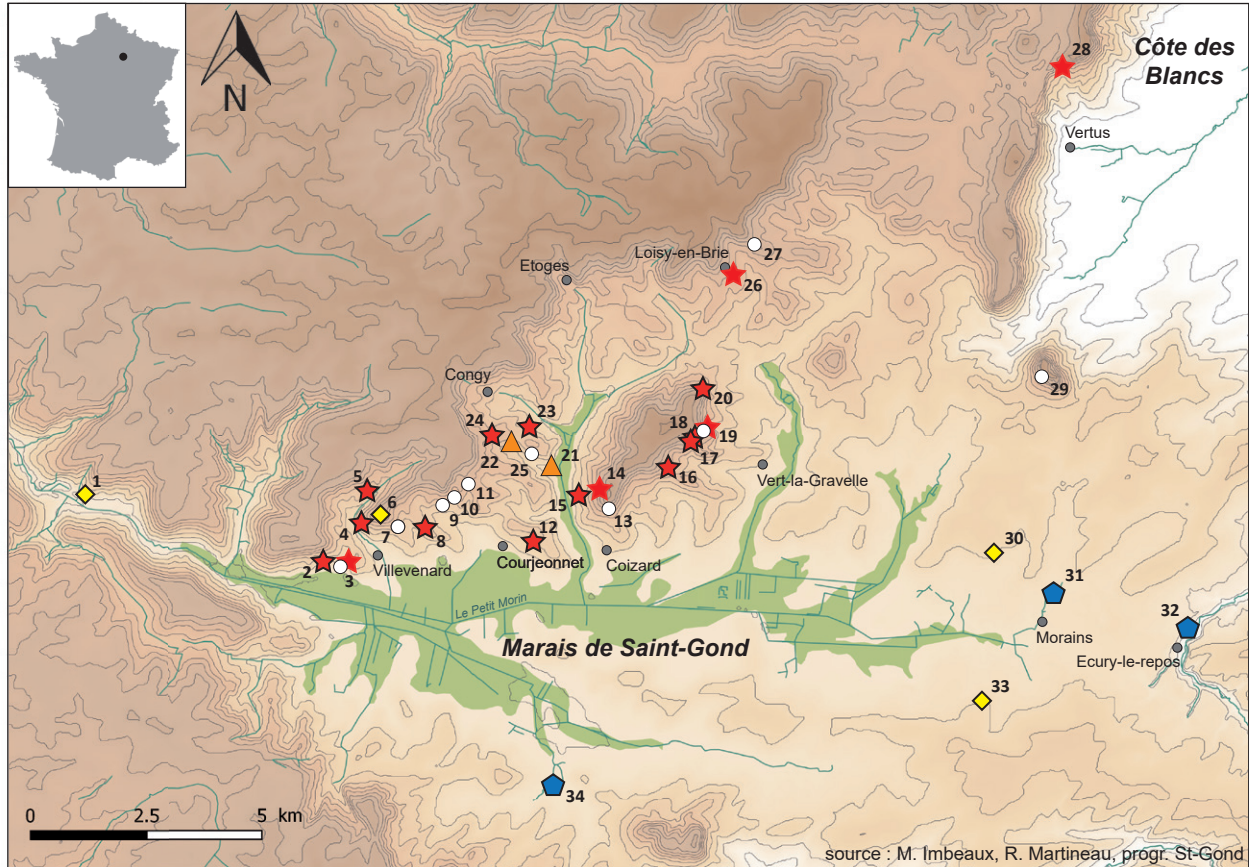 N
28
Côte des
Blancs
Vertus
27
Loisy-en-Brie
26
Etoges
29
Congy
20
23
24
18
19
22
21
17
25
16
Vert-la-Gravelle
5
1
14
11
6
15
10
13
4
9
7
8
12
30
Courjeonnet
Coizard
2
3
Villevenard
31
Le Petit Morin
32
Morains
Marais de Saint-Gond
Ecury-le-repos
33
34
0 2.5 5 km
source : M. Imbeaux, R. Martineau, progr. St-Gond